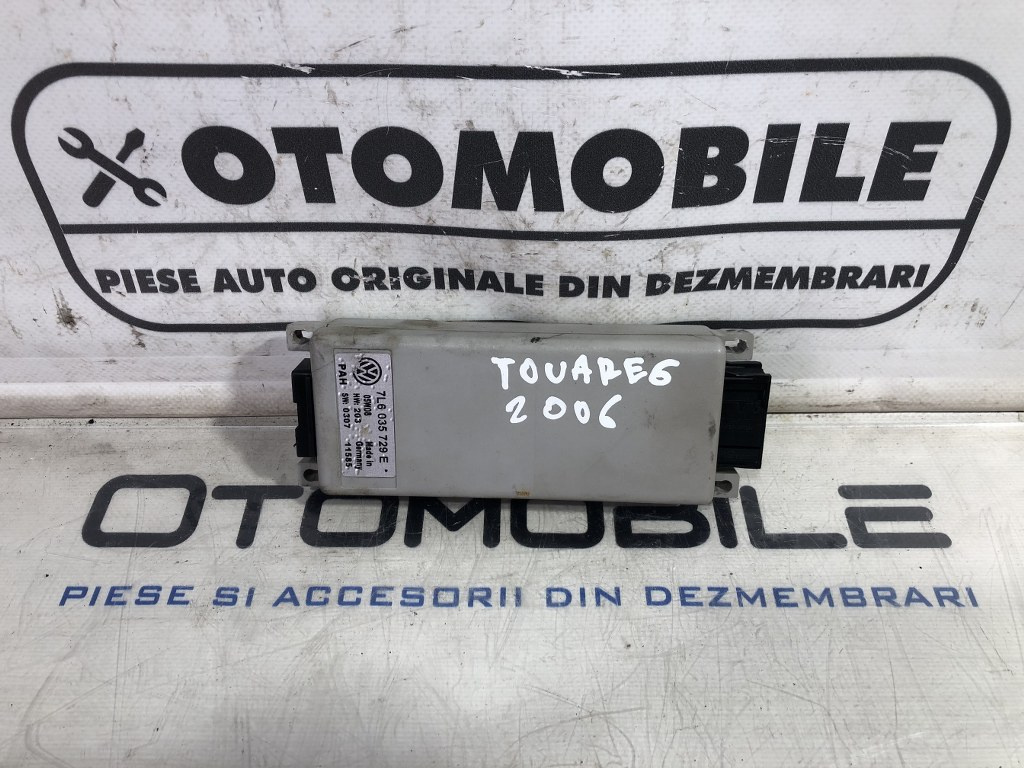 OTOMOBILE
PIESE AUTO ORIGINALE DIN DEZMEMBRARI
TOUAREG
2006
7L6 035 729 E
Made in
Germany
HW: 203
PAH SW: 0307 11585
OTOMOBILE
PIESE SI ACCESORII DIN DEZMEMBRARI